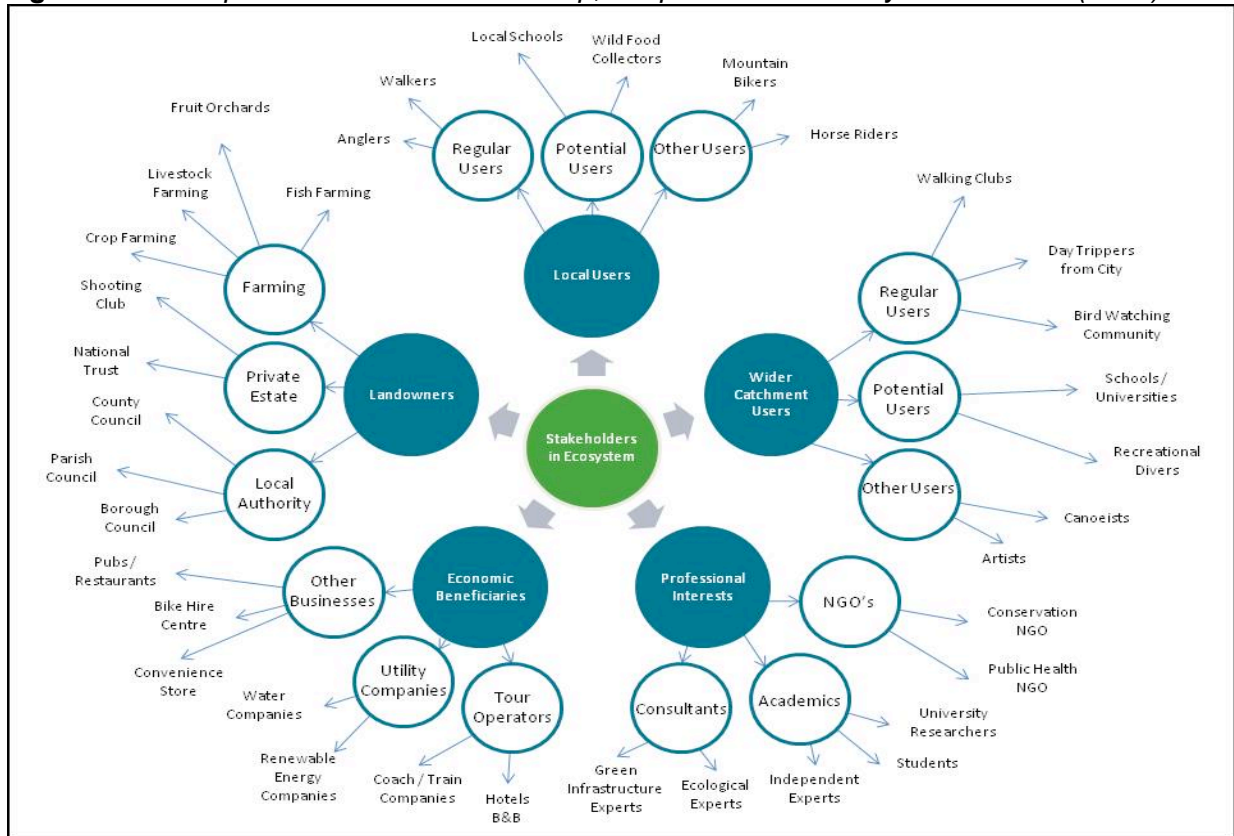 Local Schools
Wild Food
Collectors
Mountain
Bikers
Walkers
Fruit Orchards
Anglers
Regular
Users
Potential
Users
Other Users
Horse Riders
Livestock
Farming
Fish Farming
Walking Clubs
Crop Farming
Day Trippers
from City
Shooting
Club
Farming
Local Users
Regular
Users
Bird Watching
Community
National
Trust
Private
Estate
Landowners
Wider
Catchment
Users
Potential
Users
Schools /
Universities
County
Council
Stakeholders
in Ecosystem
Recreational
Divers
Parish
Council
Local
Authority
Other Users
Borough
Council
Canoeists
Artists
Pubs /
Restaurants
Other
Businesses
Economic
Beneficiaries
Professional
Interests
NGO's
Bike Hire
Centre
Conservation
NGO
Convenience
Store
Utility
Companies
Public Health
NGO
Water
Companies
Tour
Operators
Consultants
Academics
University
Researchers
Renewable
Energy
Companies
Coach / Train
Companies
Hotels
B&B
Green
Infrastructure
Experts
Ecological
Experts
Independent
Experts
Students